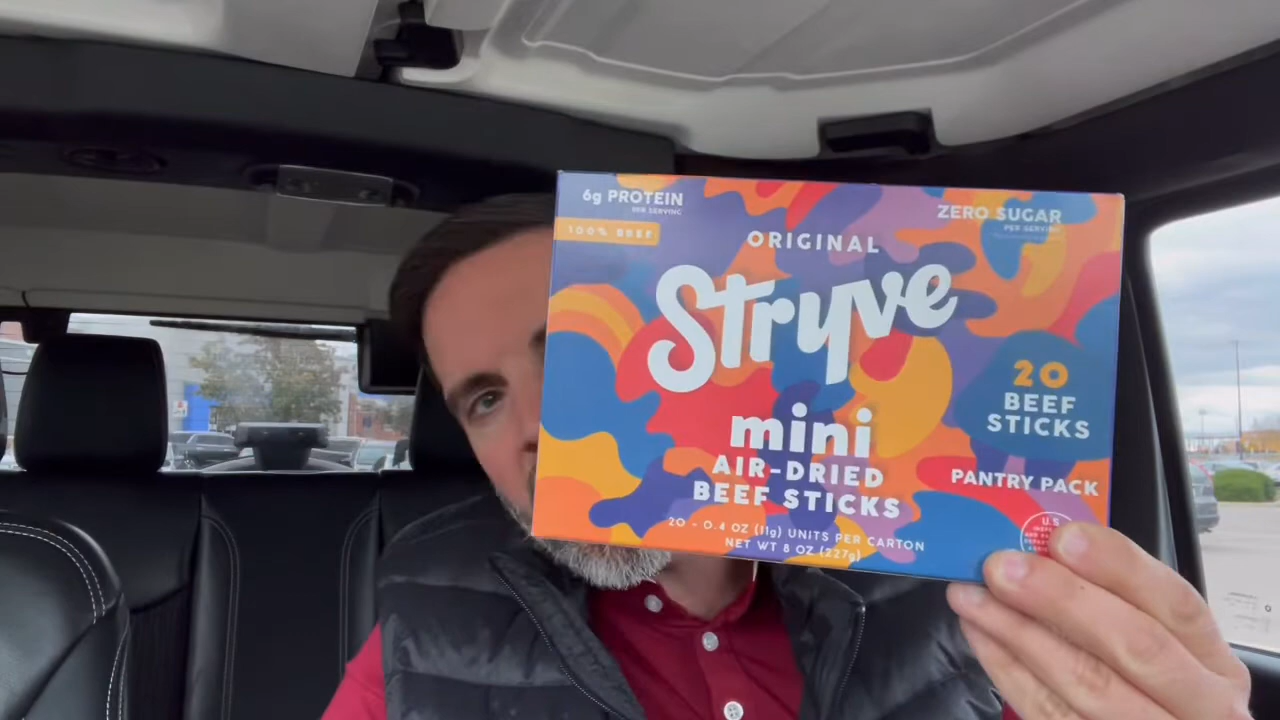 6g PROTEIN
PER SERVING
100% BEEF
ZERO SUGAR
PER SERVING
ORIGINAL
Stryve
mini
AIR-DRIED
BEEF STICKS
20
BEEF
STICKS
PANTRY PACK
20 - 0.4 OZ (11g) UNITS PER CARTON
NET WT 8 OZ (227g)
U.S